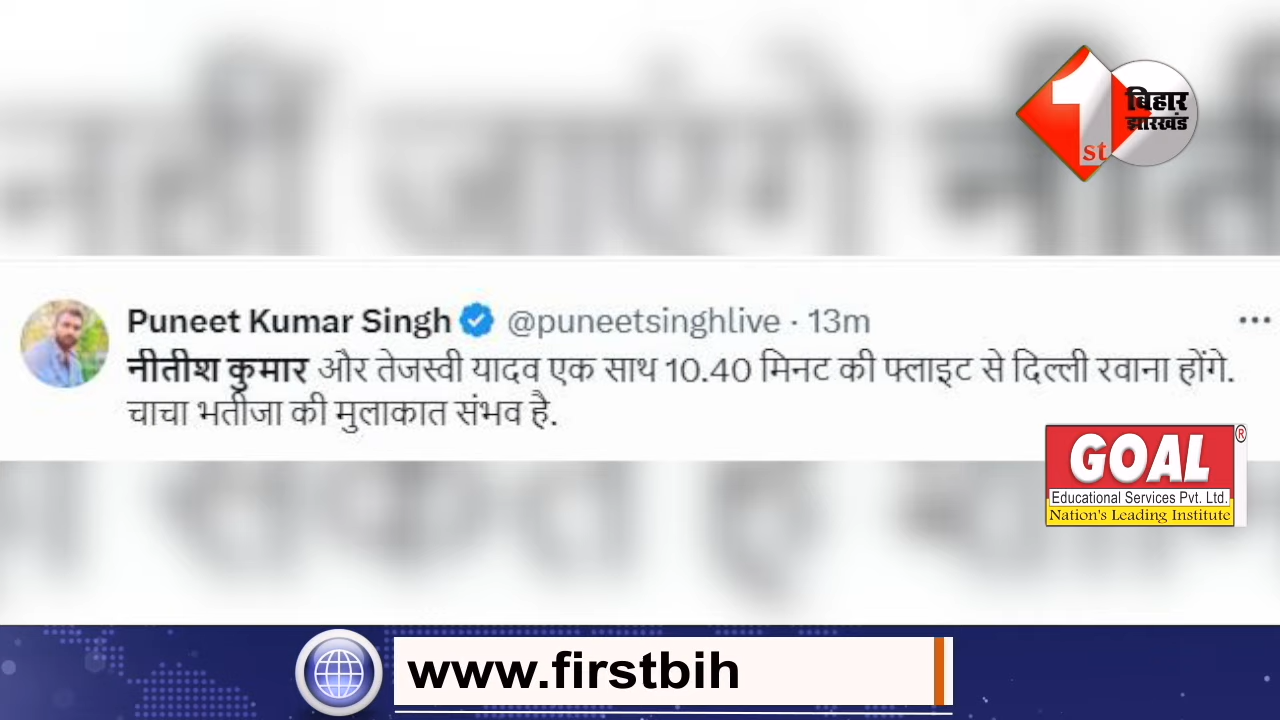 1st
बिहार
झारखंड
Puneet Kumar Singh @puneetsinghlive · 13m
नीतीश कुमार और तेजस्वी यादव एक साथ 10.40 मिनट की फ्लाइट से दिल्ली रवाना होंगे.
चाचा भतीजा की मुलाकात संभव है.
GOAL®
Educational Services Pvt. Ltd.
Nation's Leading Institute
www.firstbih